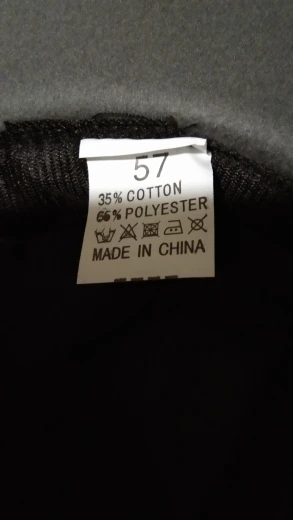 57
35% COTTON
65% POLYESTER
MADE IN CHINA